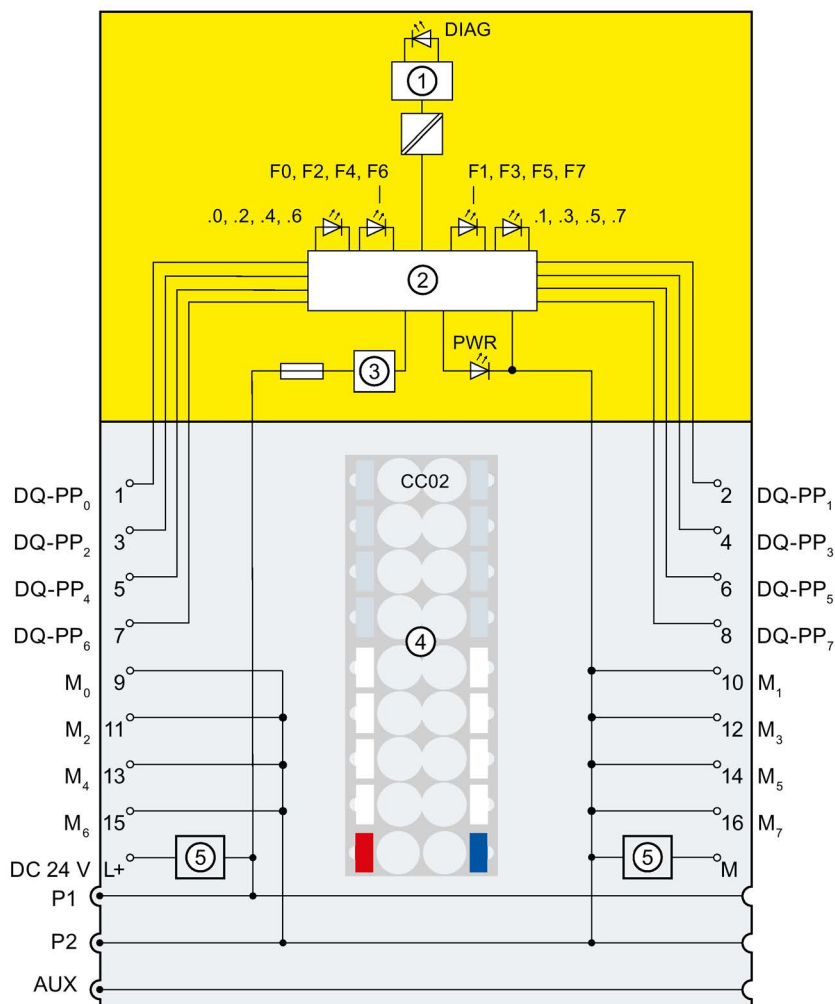 DIAG
①
F0, F2, F4, F6 F1, F3, F5, F7
.0, .2, .4, .6 .1, .3, .5, .7
②
PWR
③
CC02
DQ-PP₀ 1 2 DQ-PP₁
DQ-PP₂ 3 4 DQ-PP₃
DQ-PP₄ 5 6 DQ-PP₅
DQ-PP₆ 7 8 DQ-PP₇
④
M₀ 9 10 M₁
M₂ 11 12 M₃
M₄ 13 14 M₅
M₆ 15 16 M₇
DC 24 V L+ ⑤ ⑤ M
P1
P2
AUX